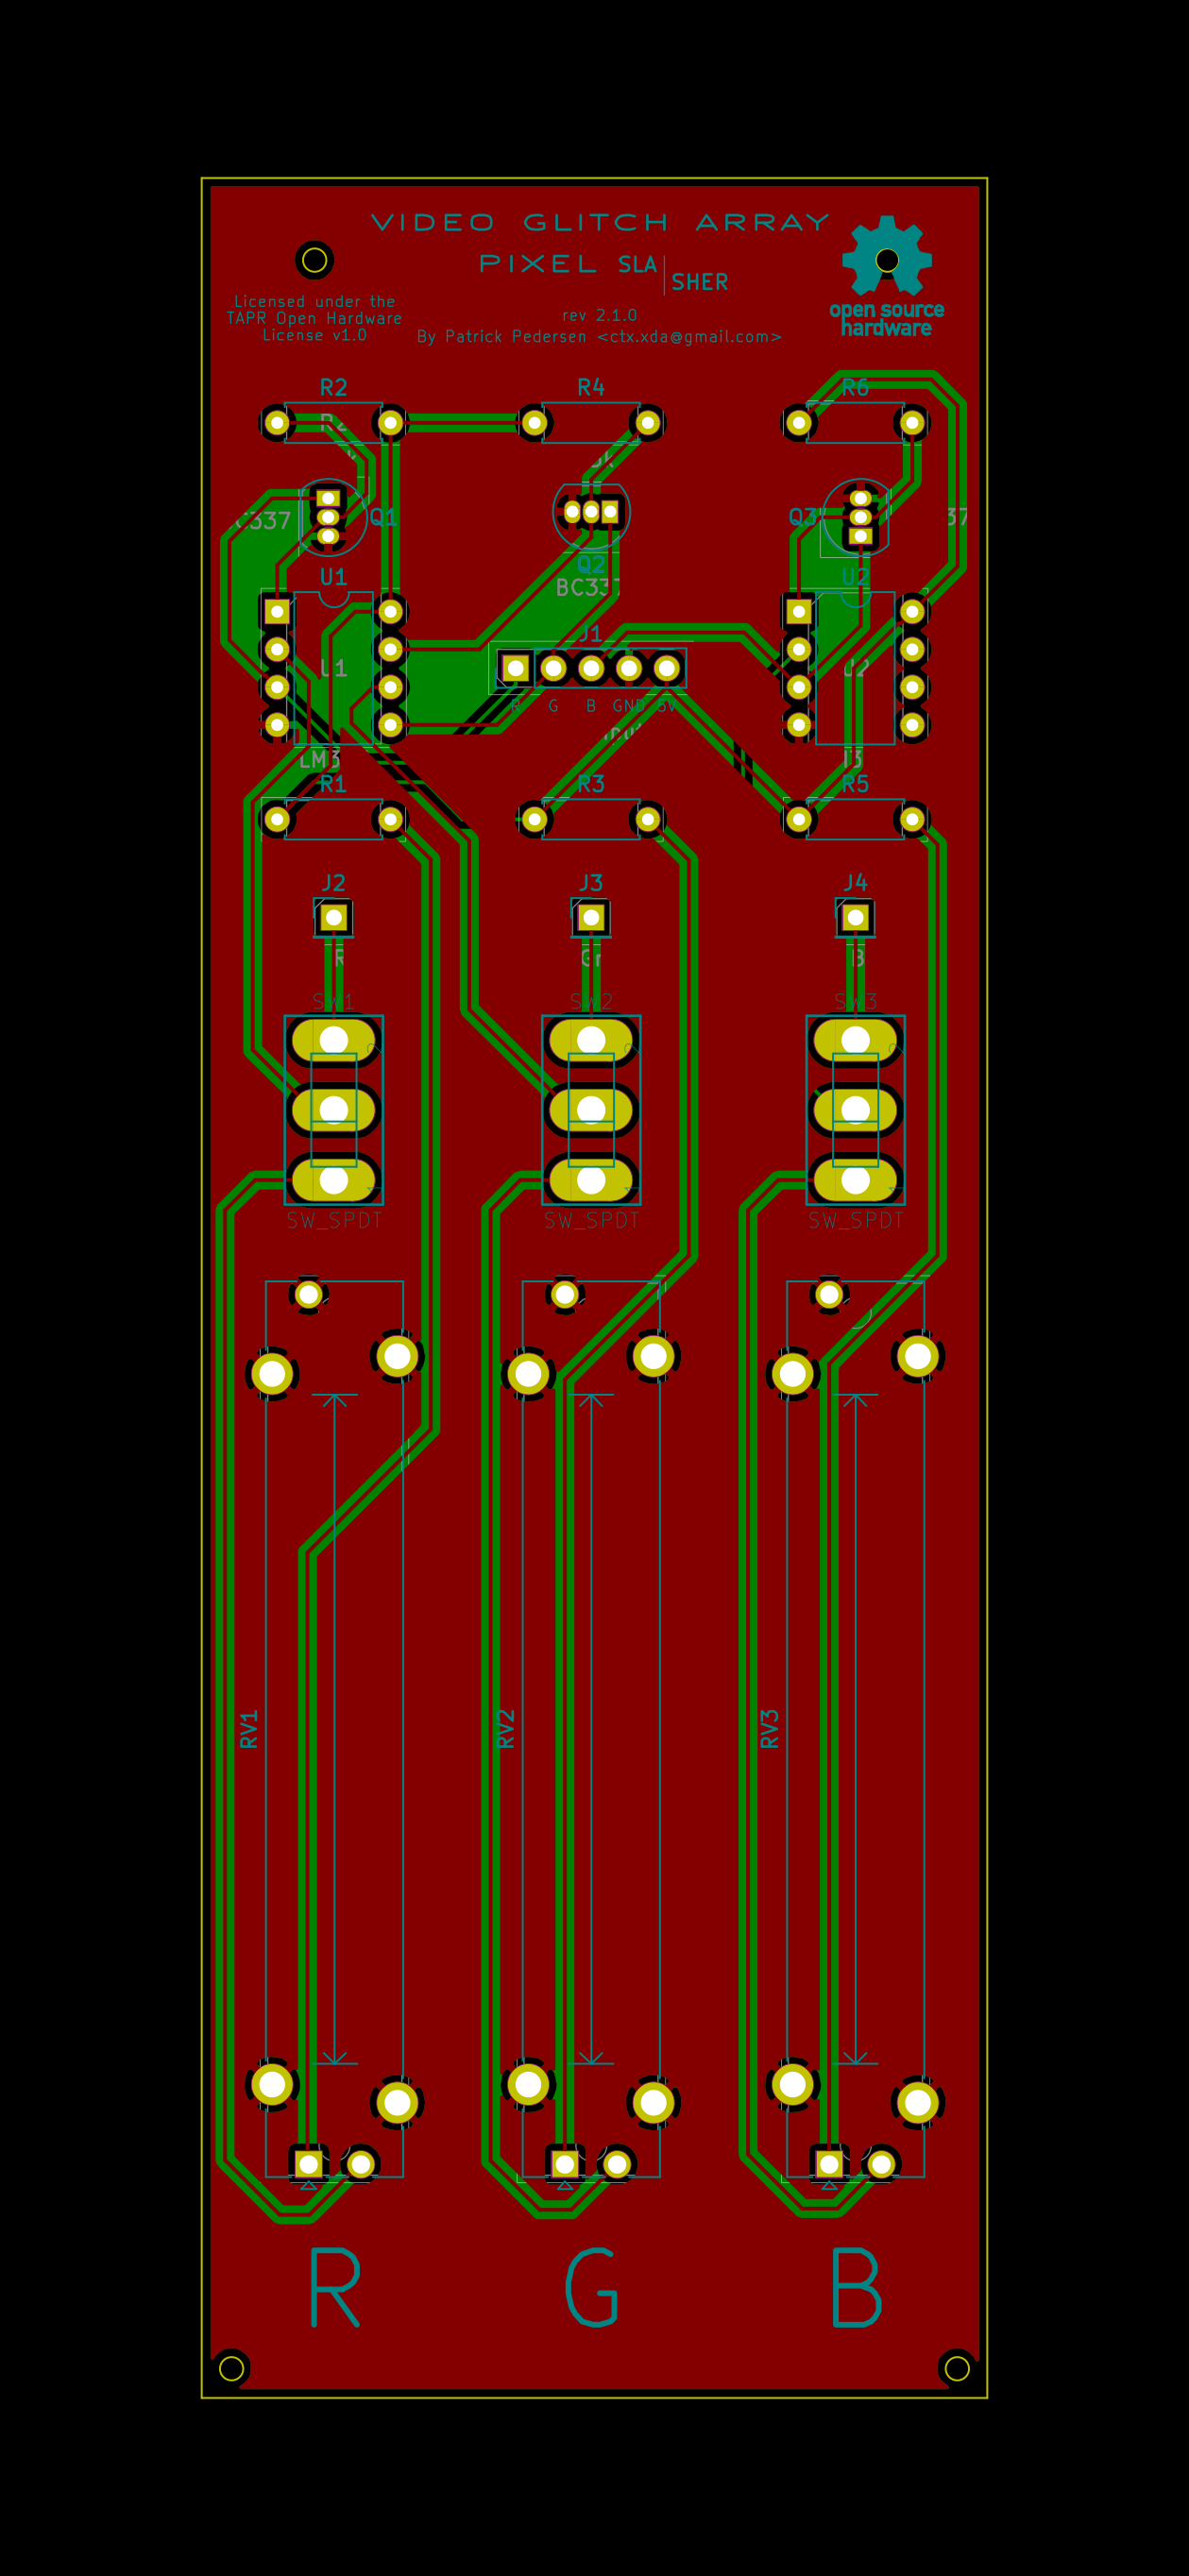 VIDEO GLITCH ARRAY
PIXEL SLA
SHER
Licensed under the
TAPR Open Hardware
License v1.0
rev 2.1.0
By Patrick Pedersen <ctx.xda@gmail.com>
open source
hardware
R2 R4 R6
Q1 Q3
Q2
BC337
U1 U2
J1
U1
R G B GND 5V
R1 R3 R5
J2 J3 J4
R B
SW1 SW2 SW3
SW_SPDT SW_SPDT SW_SPDT
RV1 RV2 RV3
R G B